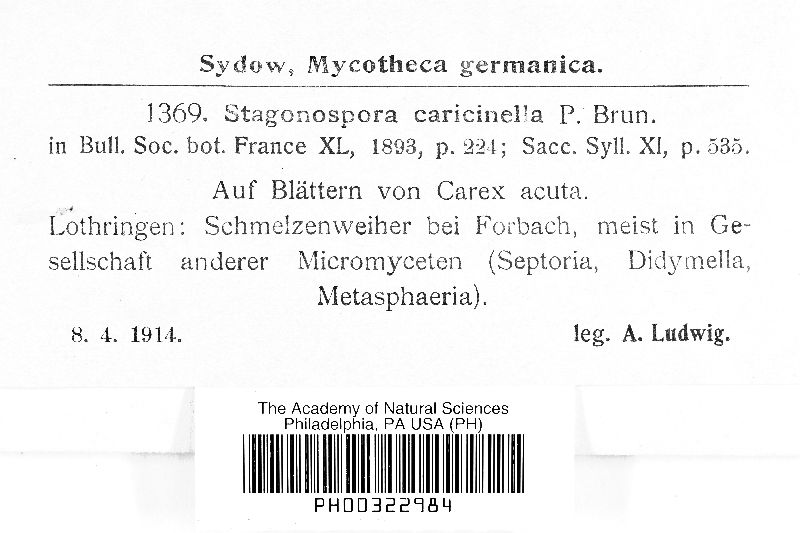 Sydow, Mycotheca germanica.
1369. Stagonospora caricinella P. Brun.
in Bull. Soc. bot. France XL, 1893, p. 224; Sacc. Syll. XI, p. 535.
Auf Blättern von Carex acuta.
Lothringen: Schmelzenweiher bei Forbach, meist in Ge-
sellschaft anderer Micromyceten (Septoria, Didymella,
Metasphaeria).
8. 4. 1914. leg. A. Ludwig.
The Academy of Natural Sciences
Philadelphia, PA USA (PH)
PH00322984